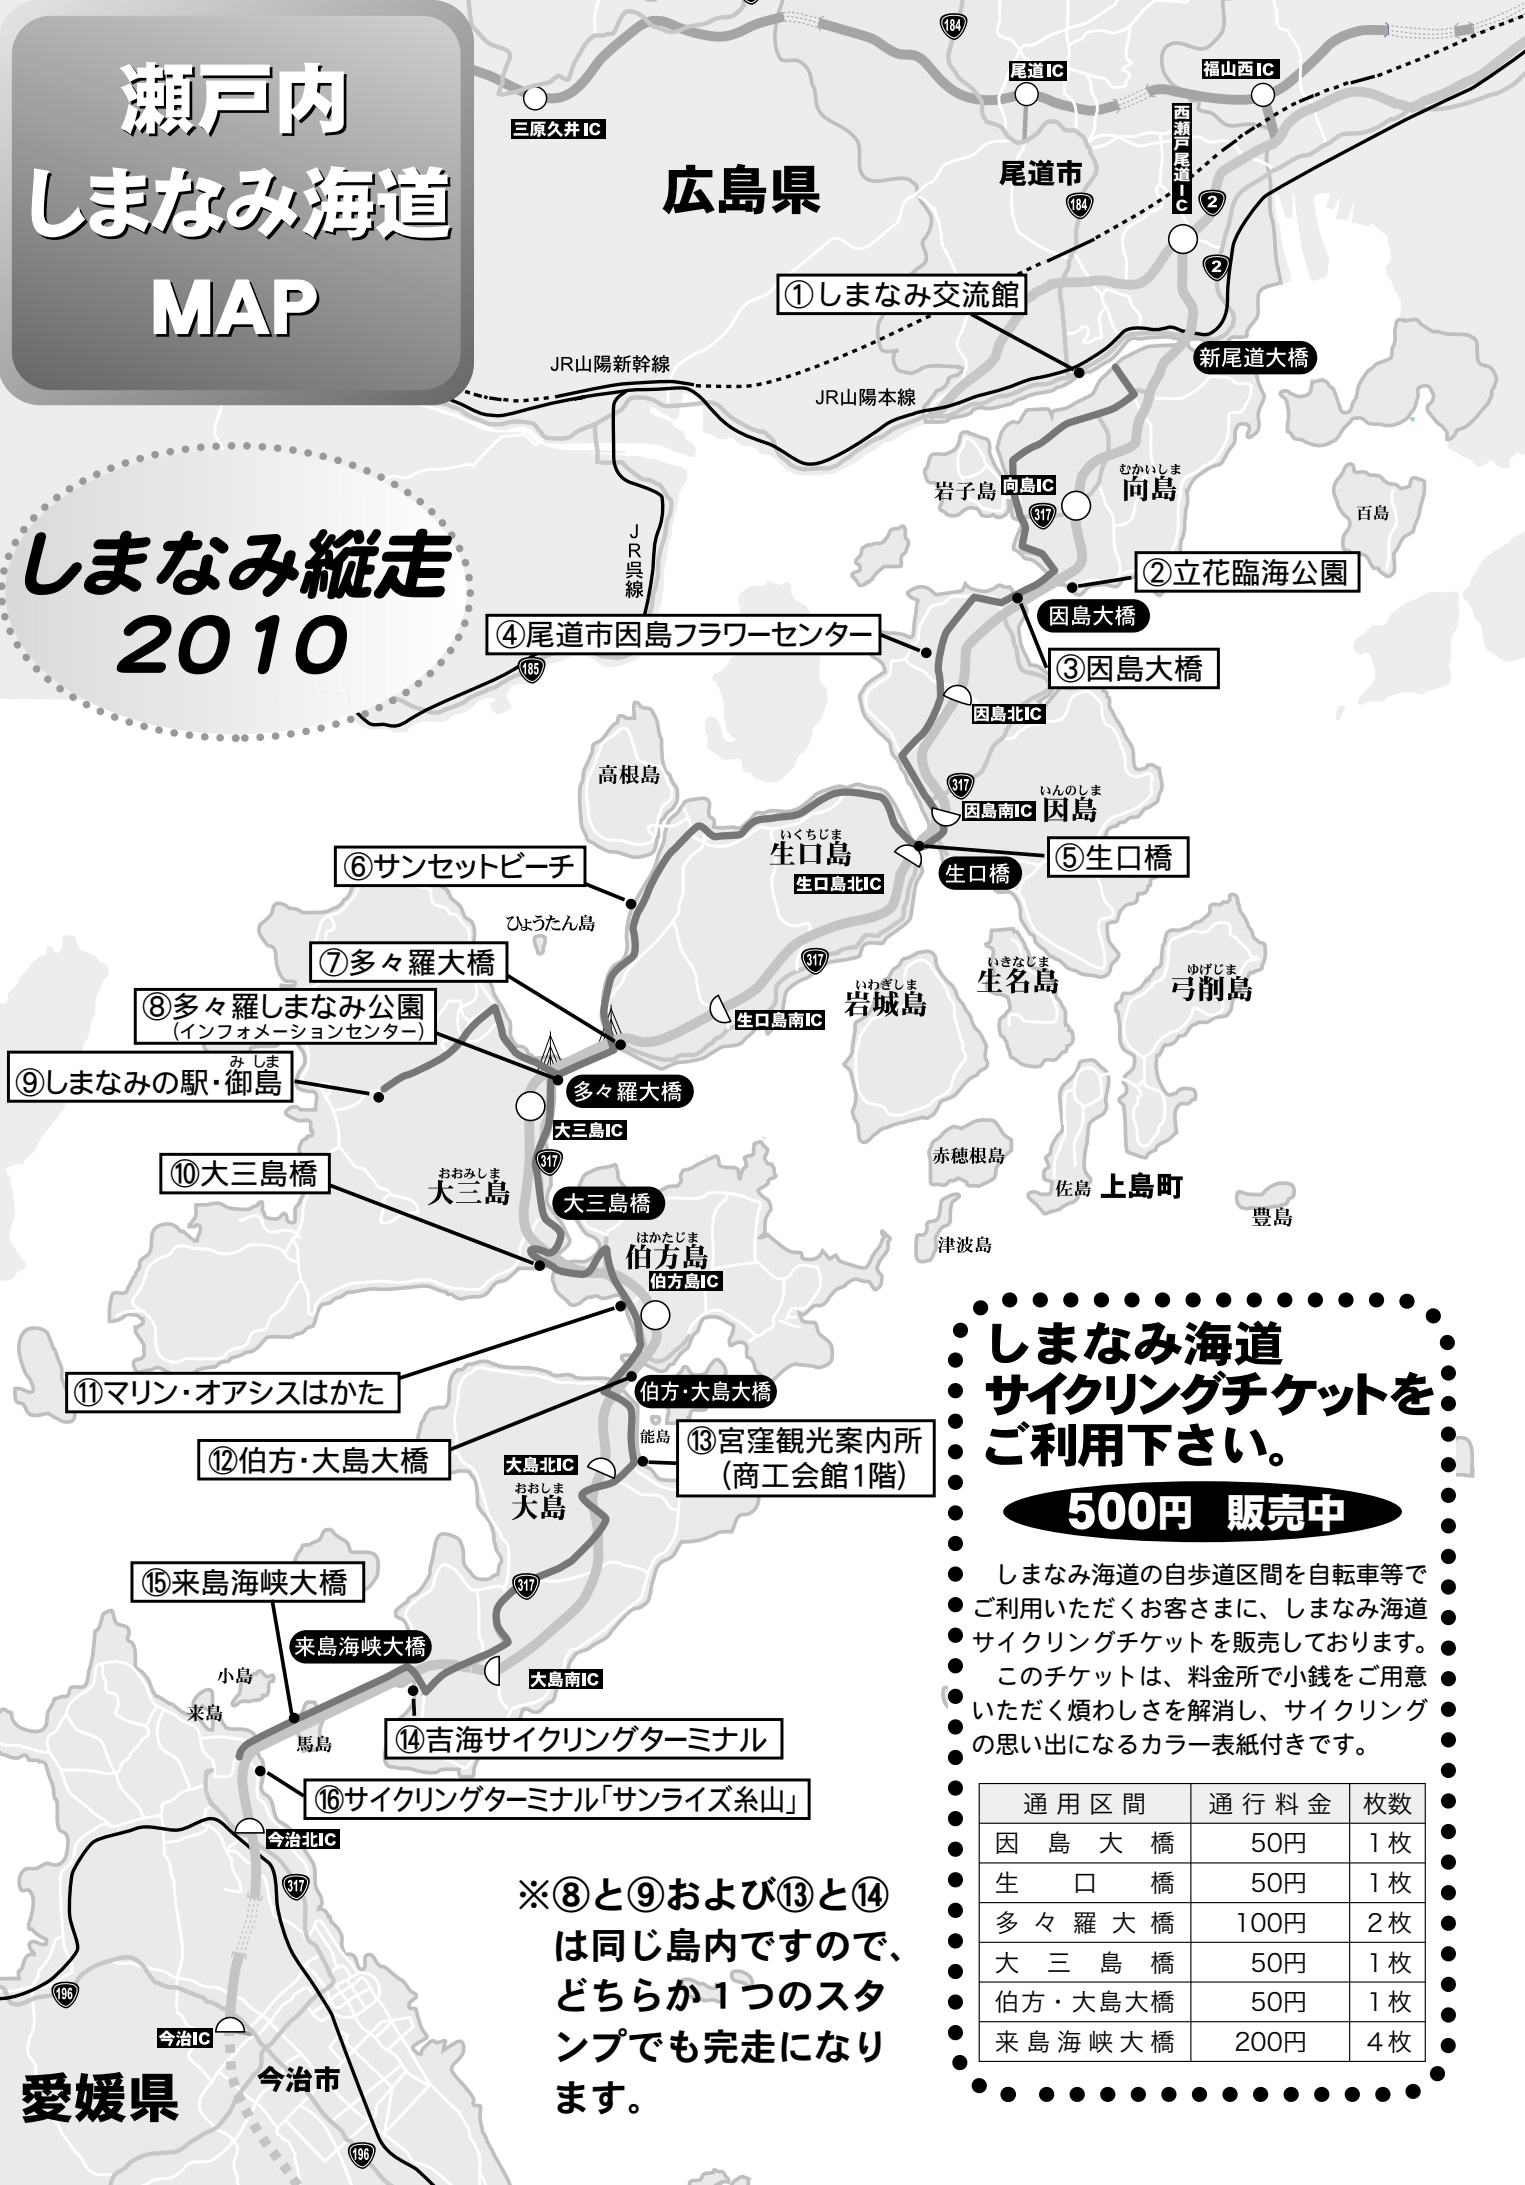 瀬戸内
しまなみ海道
MAP
しまなみ縦走
2010
広島県
尾道市
三原久井IC
尾道IC
福山西IC
西瀬戸尾道IC
184
184
2
2
①しまなみ交流館
新尾道大橋
JR山陽新幹線
JR山陽本線
JR呉線
185
岩子島
向島IC
317
むかいしま
向島
百島
②立花臨海公園
因島大橋
③因島大橋
④尾道市因島フラワーセンター
因島北IC
高根島
317
因島南IC
いんのしま
因島
いくちじま
生口島
生口島北IC
生口橋
⑤生口橋
⑥サンセットビーチ
ひょうたん島
⑦多々羅大橋
317
生口島南IC
いわぎしま
岩城島
いきなじま
生名島
ゆげじま
弓削島
⑧多々羅しまなみ公園
(インフォメーションセンター)
みしま
⑨しまなみの駅・御島
多々羅大橋
大三島IC
317
赤穂根島
佐島
上島町
豊島
津波島
⑩大三島橋
おおみしま
大三島
大三島橋
はかたじま
伯方島
伯方島IC
⑪マリン・オアシスはかた
伯方・大島大橋
⑫伯方・大島大橋
能島
⑬宮窪観光案内所
(商工会館1階)
大島北IC
おおしま
大島
⑮来島海峡大橋
317
来島海峡大橋
大島南IC
小島
来島
馬島
⑭吉海サイクリングターミナル
⑯サイクリングターミナル「サンライズ糸山」
今治北IC
317
196
今治IC
今治市
愛媛県
196
※⑧と⑨および⑬と⑭
は同じ島内ですので、
どちらか1つのスタ
ンプでも完走になり
ます。
しまなみ海道
サイクリングチケットを
ご利用下さい。
500円 販売中
しまなみ海道の自歩道区間を自転車等で
ご利用いただくお客さまに、しまなみ海道
サイクリングチケットを販売しております。
このチケットは、料金所で小銭をご用意
いただく煩わしさを解消し、サイクリング
の思い出になるカラー表紙付きです。
通用区間 通行料金 枚数
因島大橋 50円 1枚
生口橋 50円 1枚
多々羅大橋 100円 2枚
大三島橋 50円 1枚
伯方・大島大橋 50円 1枚
来島海峡大橋 200円 4枚